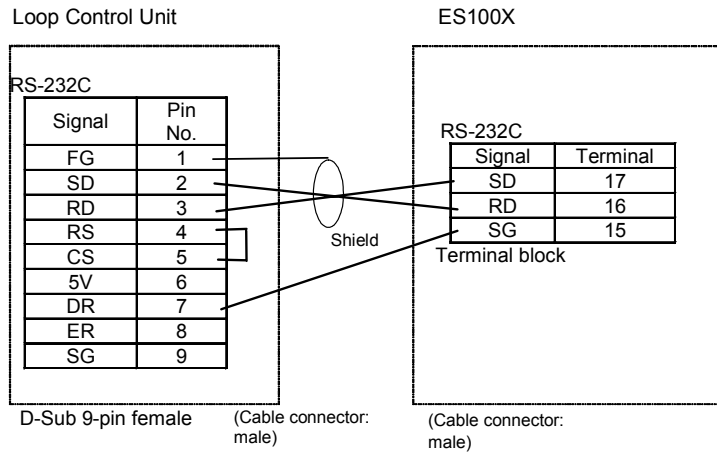 Loop Control Unit
ES100X
RS-232C
Signal Pin No.
FG 1
SD 2
RD 3
RS 4
CS 5
5V 6
DR 7
ER 8
SG 9
Shield
RS-232C
Signal Terminal
SD 17
RD 16
SG 15
Terminal block
D-Sub 9-pin female
(Cable connector:
male)
(Cable connector:
male)